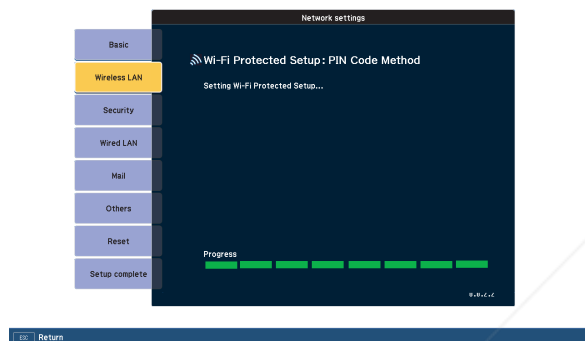 Network settings
Basic
Wireless LAN
Security
Wired LAN
Mail
Others
Reset
Setup complete
Wi-Fi Protected Setup: PIN Code Method
Setting Wi-Fi Protected Setup...
Progress
ESC Return